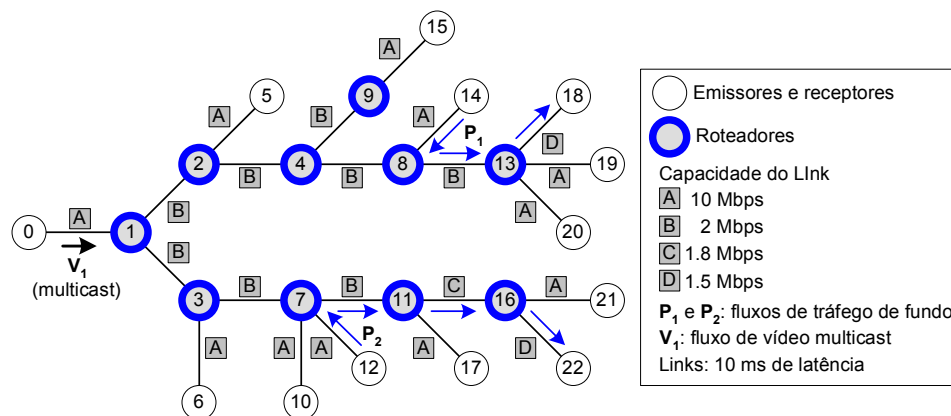 15
A
9
5
14
18
A
B
A
P1
D
2
4
8
13
19
B
B
B
A
B
A
20
0
A
1
V1
(multicast)
B
3
7
11
16
21
B
B
C
A
P2
A
A
A
A
D
6
10
12
17
22
Emissores e receptores
Roteadores
Capacidade do LInk
A 10 Mbps
B 2 Mbps
C 1.8 Mbps
D 1.5 Mbps
P1 e P2: fluxos de tráfego de fundo
V1: fluxo de vídeo multicast
Links: 10 ms de latência